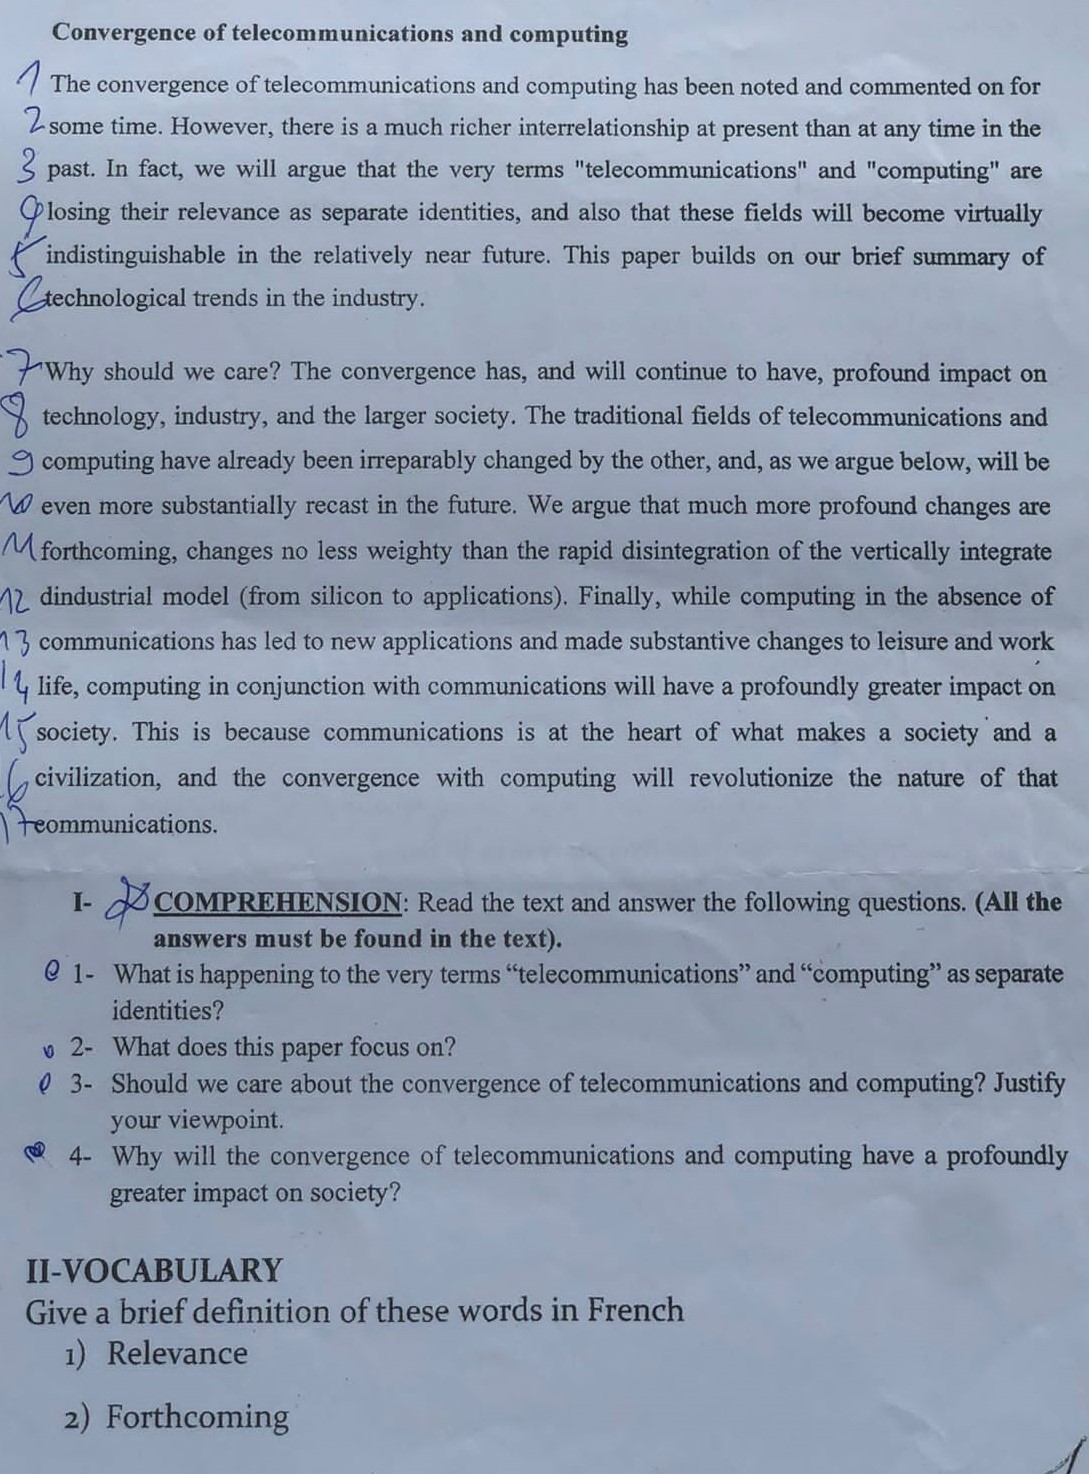 Convergence of telecommunications and computing
1 The convergence of telecommunications and computing has been noted and commented on for
2 some time. However, there is a much richer interrelationship at present than at any time in the
3 past. In fact, we will argue that the very terms "telecommunications" and "computing" are
4 losing their relevance as separate identities, and also that these fields will become virtually
5 indistinguishable in the relatively near future. This paper builds on our brief summary of
6 technological trends in the industry.
7 Why should we care? The convergence has, and will continue to have, profound impact on
8 technology, industry, and the larger society. The traditional fields of telecommunications and
9 computing have already been irreparably changed by the other, and, as we argue below, will be
10 even more substantially recast in the future. We argue that much more profound changes are
11 forthcoming, changes no less weighty than the rapid disintegration of the vertically integrate
12 dindustrial model (from silicon to applications). Finally, while computing in the absence of
13 communications has led to new applications and made substantive changes to leisure and work
14 life, computing in conjunction with communications will have a profoundly greater impact on
15 society. This is because communications is at the heart of what makes a society and a
16 civilization, and the convergence with computing will revolutionize the nature of that
17 communications.
I- COMPREHENSION: Read the text and answer the following questions. (All the
answers must be found in the text).
1- What is happening to the very terms “telecommunications” and “computing” as separate
identities?
2- What does this paper focus on?
3- Should we care about the convergence of telecommunications and computing? Justify
your viewpoint.
4- Why will the convergence of telecommunications and computing have a profoundly
greater impact on society?
II-VOCABULARY
Give a brief definition of these words in French
1) Relevance
2) Forthcoming